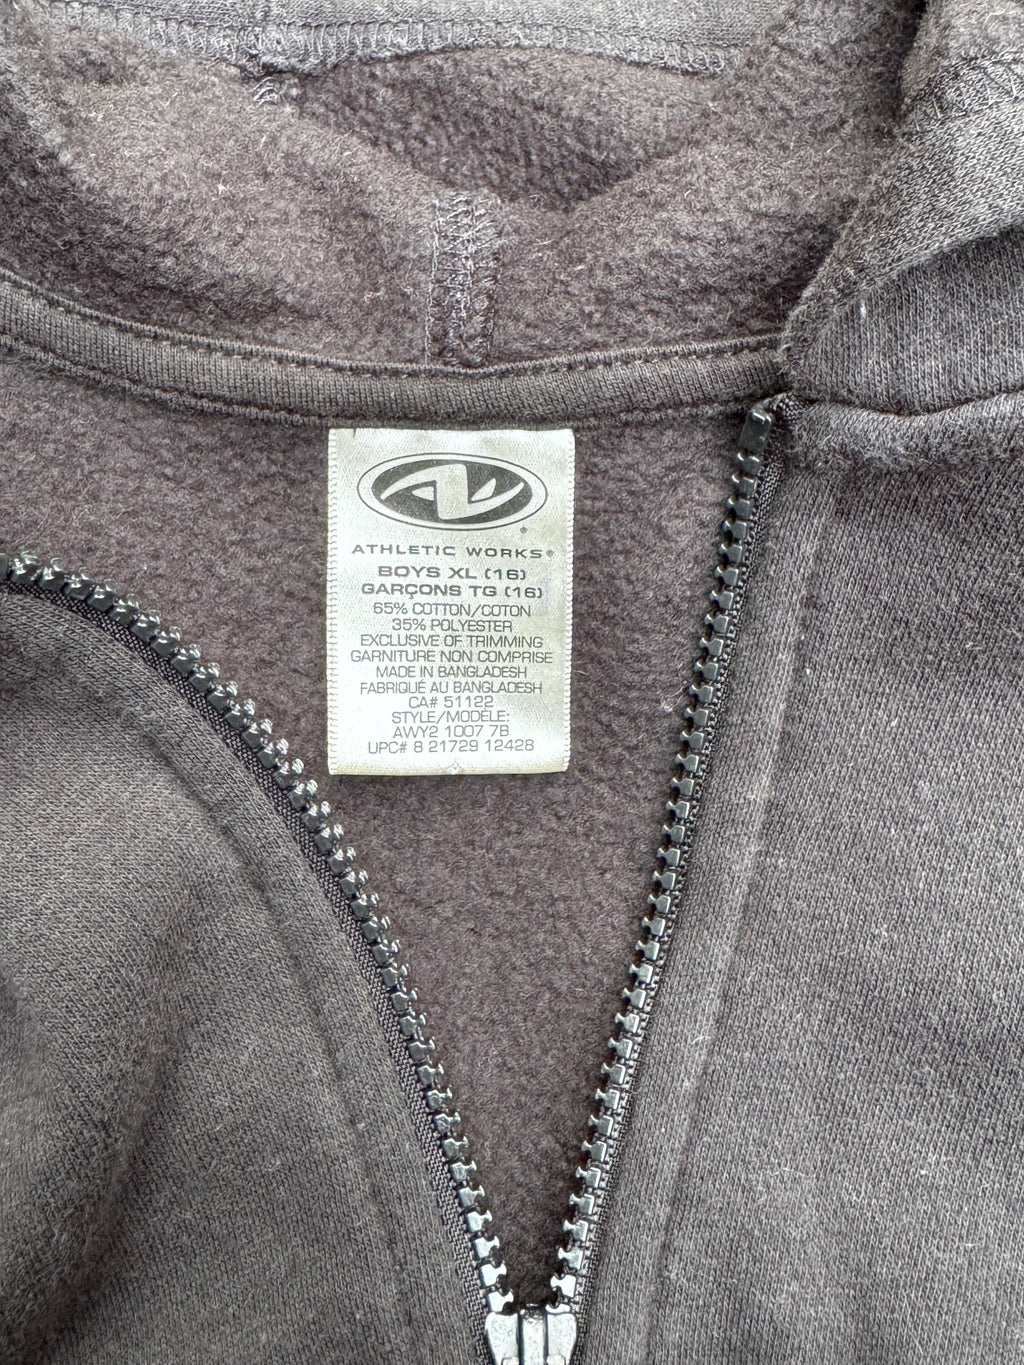 ATHLETIC WORKS®
BOYS XL (16)
GARÇONS TG (16)
65% COTTON/COTON
35% POLYESTER
EXCLUSIVE OF TRIMMING
GARNITURE NON COMPRISE
MADE IN BANGLADESH
FABRIQUÉ AU BANGLADESH
CA# 51122
STYLE/MODÈLE:
AWY2 1007 7B
UPC# 8 21729 12428